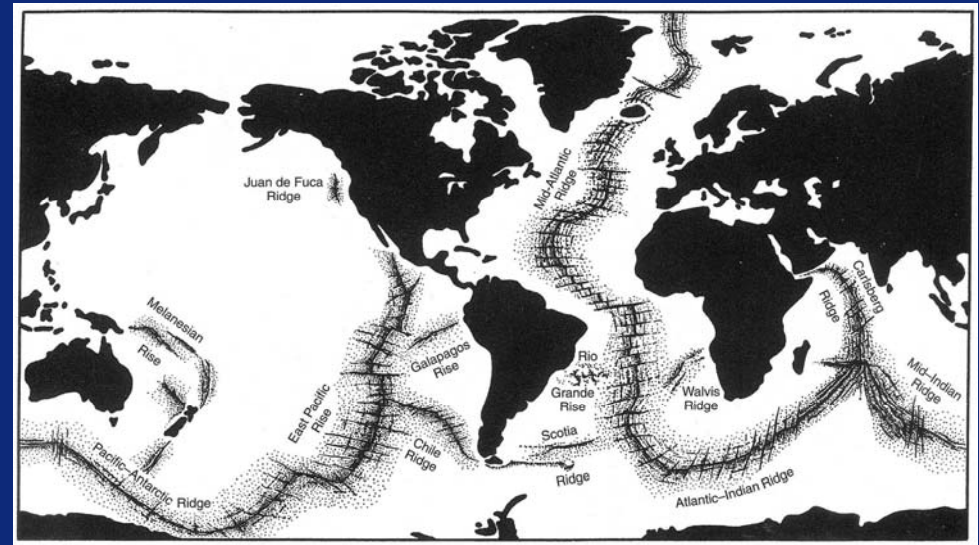 Juan de Fuca
Ridge
Mid-Atlantic
Ridge
Melanesian
Rise
Galapagos
Rise
East Pacific
Rise
Chile
Ridge
Pacific–Antarctic Ridge
Rio
Grande
Rise
Scotia
Ridge
Walvis
Ridge
Carlsberg
Ridge
Mid-Indian
Ridge
Atlantic–Indian Ridge